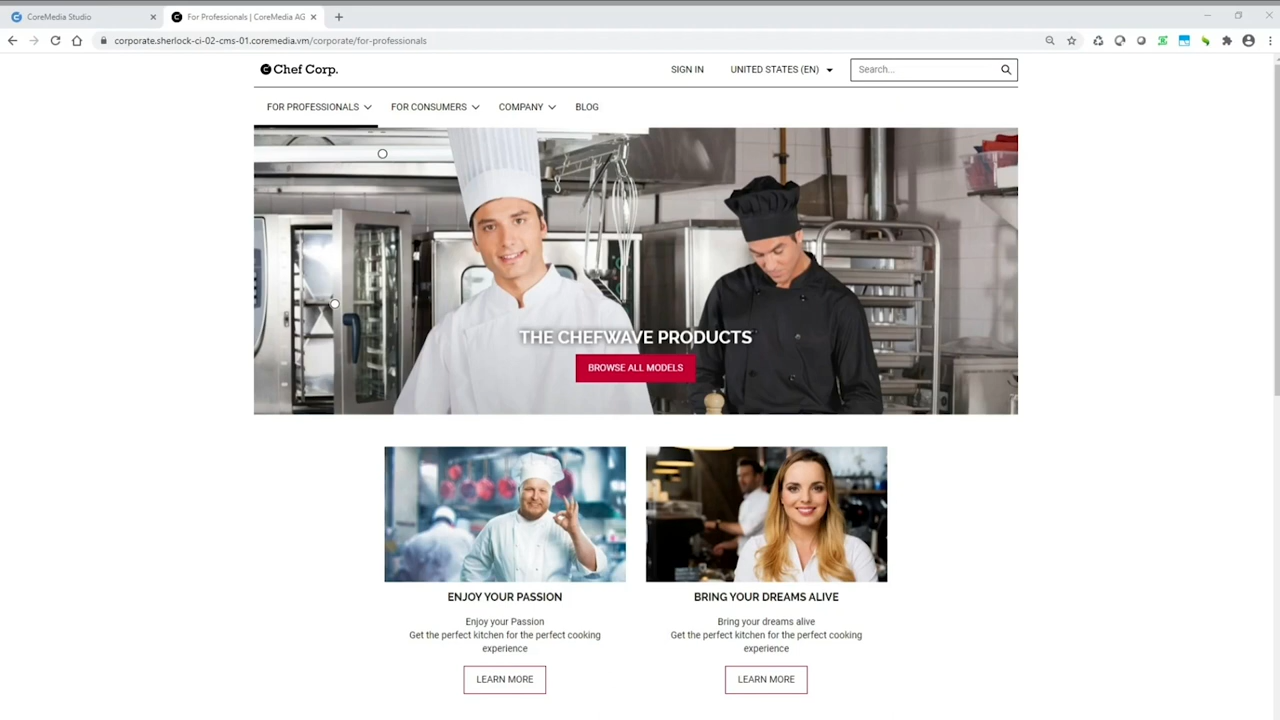 CoreMedia Studio
For Professionals | CoreMedia AG
corporate.sherlock-ci-02-cms-01.coremedia.vm/corporate/for-professionals
Chef Corp.
SIGN IN
UNITED STATES (EN)
Search...
FOR PROFESSIONALS
FOR CONSUMERS
COMPANY
BLOG
THE CHEFWAVE PRODUCTS
BROWSE ALL MODELS
ENJOY YOUR PASSION
Enjoy your Passion
Get the perfect kitchen for the perfect cooking
experience
LEARN MORE
BRING YOUR DREAMS ALIVE
Bring your dreams alive
Get the perfect kitchen for the perfect cooking
experience
LEARN MORE